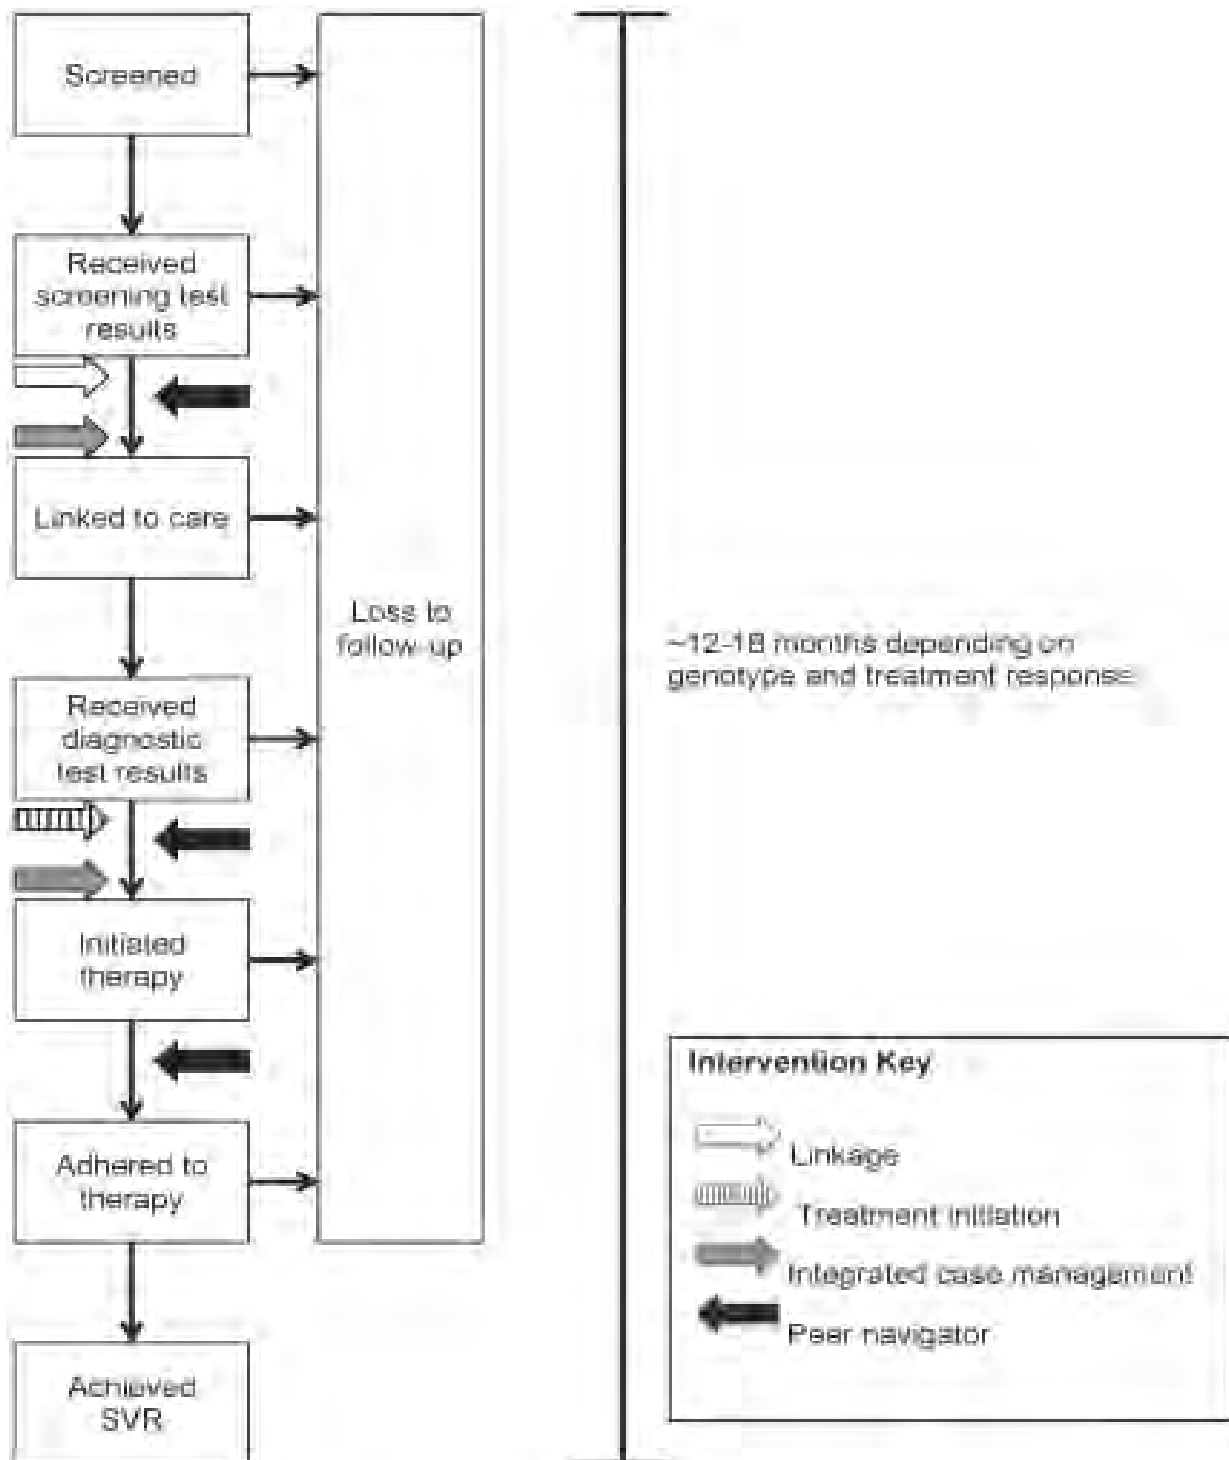 Screened
Received
screening test
results
Linked to care
Received
diagnostic
test results
Initiated
therapy
Adhered to
therapy
Achieved
SVR
Loss to
follow-up
~12-18 months depending on
genotype and treatment response
Intervention Key
Linkage
Treatment initiation
Integrated case management
Peer navigator